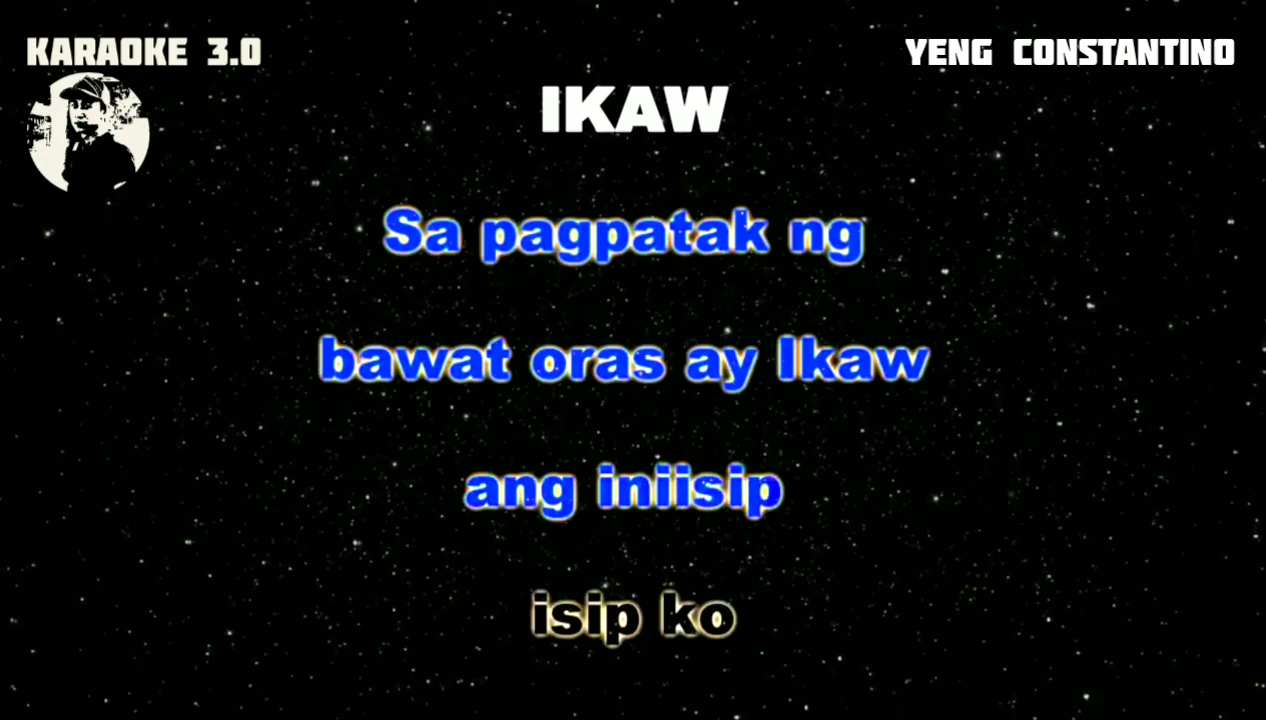 KARAOKE 3.0
YENG CONSTANTINO
IKAW
Sa pagpatak ng
bawat oras ay Ikaw
ang iniisip
isip ko